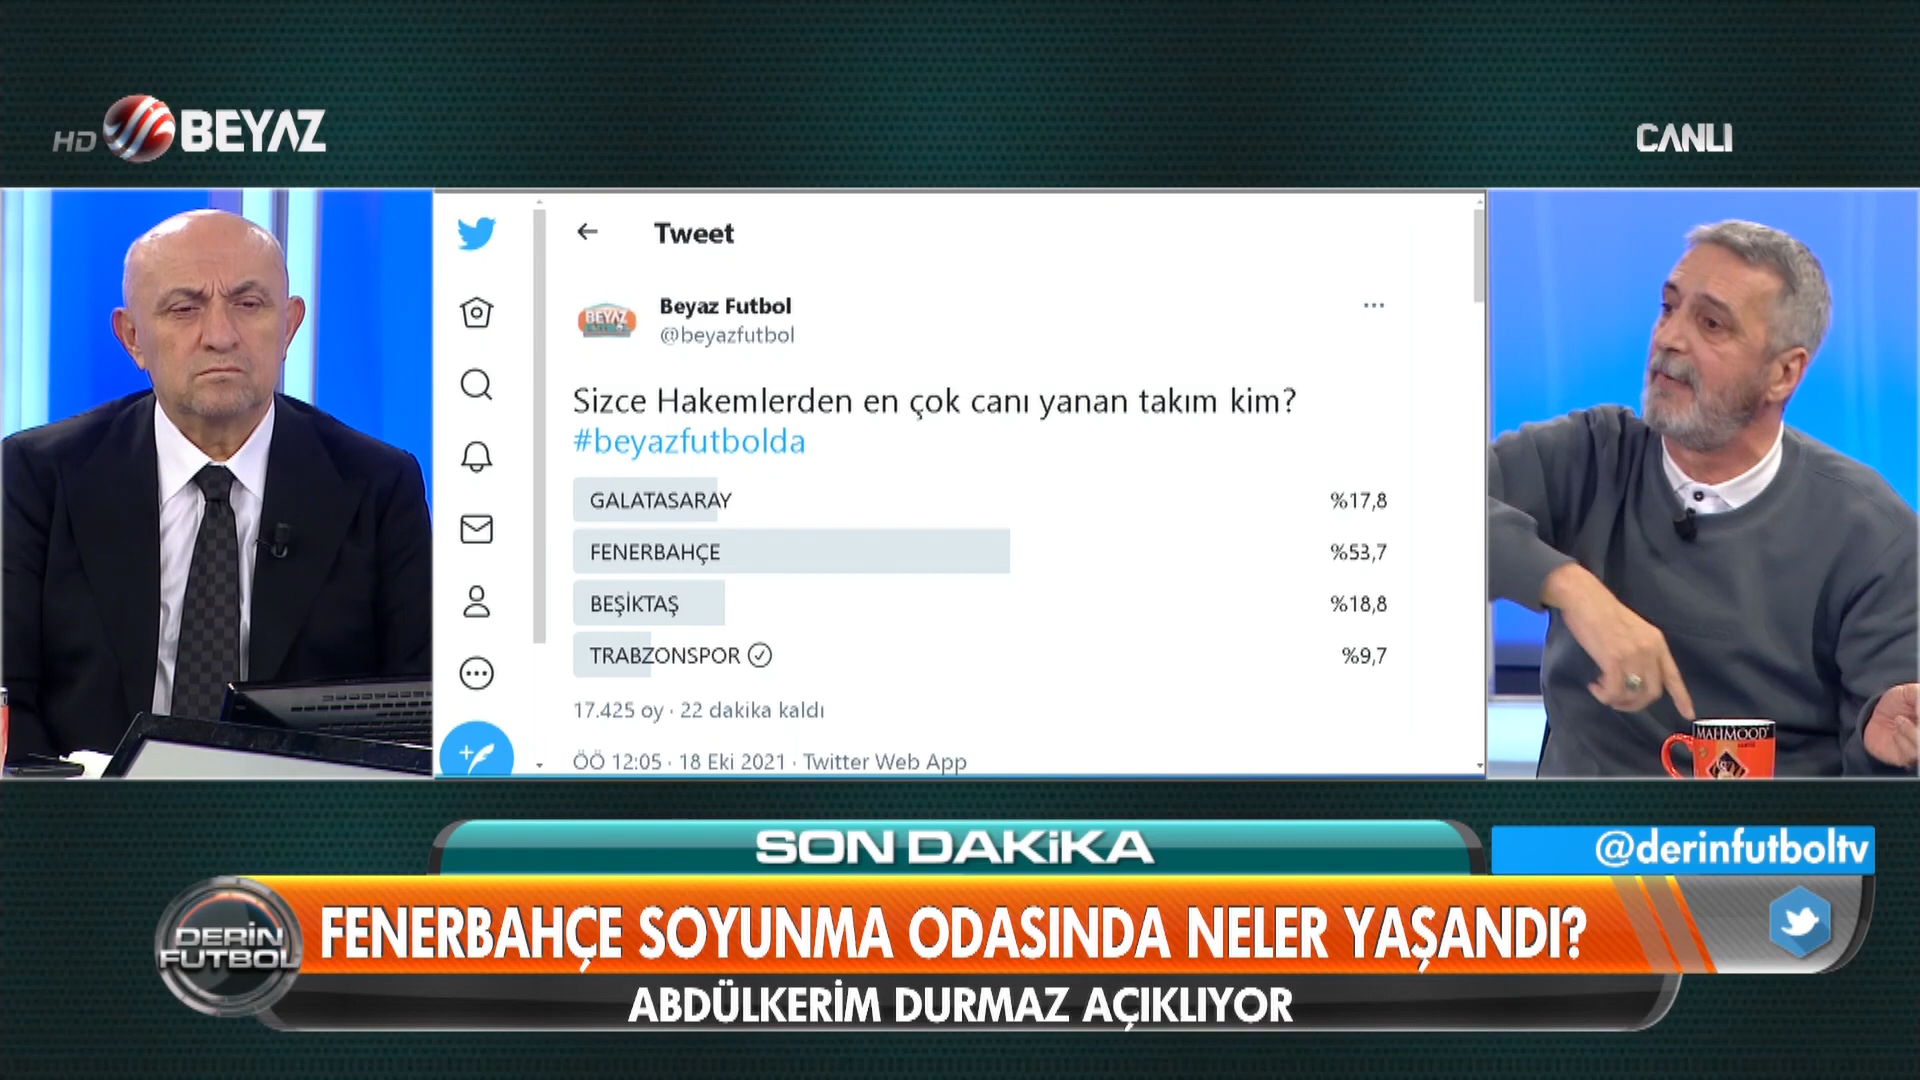 HD BEYAZ
CANLI
Tweet
Beyaz Futbol
@beyazfutbol
BEYAZ
Sizce Hakemlerden en çok canı yanan takım kim?
#beyazfutbolda
GALATASARAY %17,8
FENERBAHÇE %53,7
BEŞİKTAŞ %18,8
TRABZONSPOR %9,7
17.425 oy · 22 dakika kaldı
ÖÖ 12:05 · 18 Eki 2021 · Twitter Web App
MAHMOOD
SON DAKİKA
@derinfutboltv
DERİN
FUTBOL
FENERBAHÇE SOYUNMA ODASINDA NELER YAŞANDI?
ABDÜLKERİM DURMAZ AÇIKLIYOR